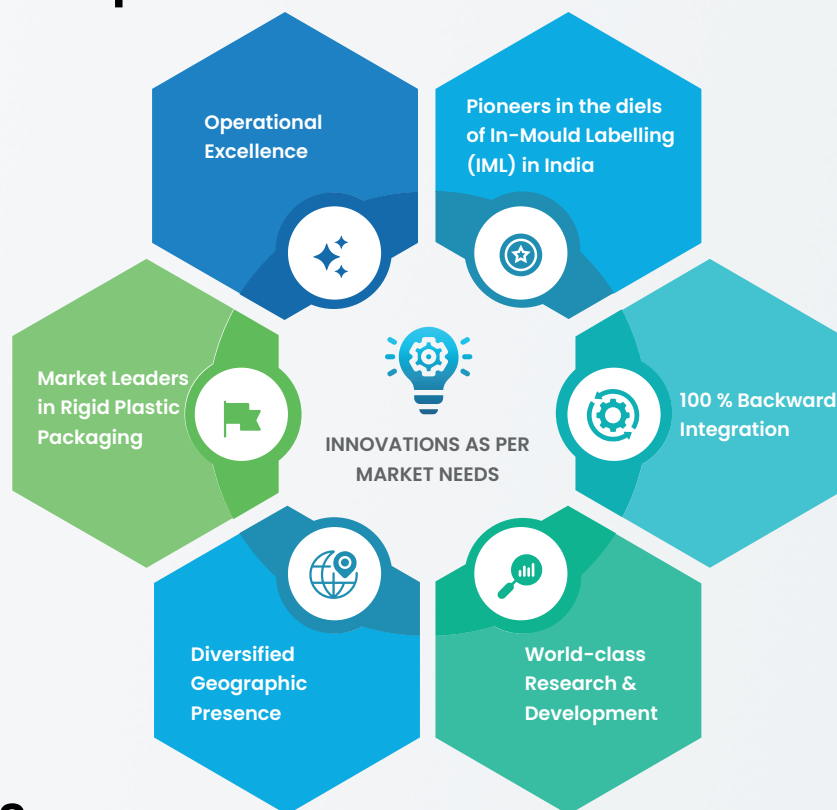 Operational
Excellence
Pioneers in the diels
of In-Mould Labelling
(IML) in India
Market Leaders
in Rigid Plastic
Packaging
INNOVATIONS AS PER
MARKET NEEDS
100 % Backward
Integration
Diversified
Geographic
Presence
World-class
Research &
Development